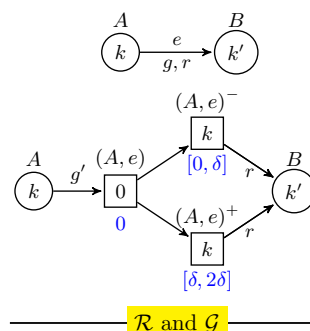 A B
k e k′
g, r
(A, e)⁻
A (A, e) k B
k g′ 0 [0, δ] r k′
0 (A, e)⁺ r
k
[δ, 2δ]
ℛ and 𝒢